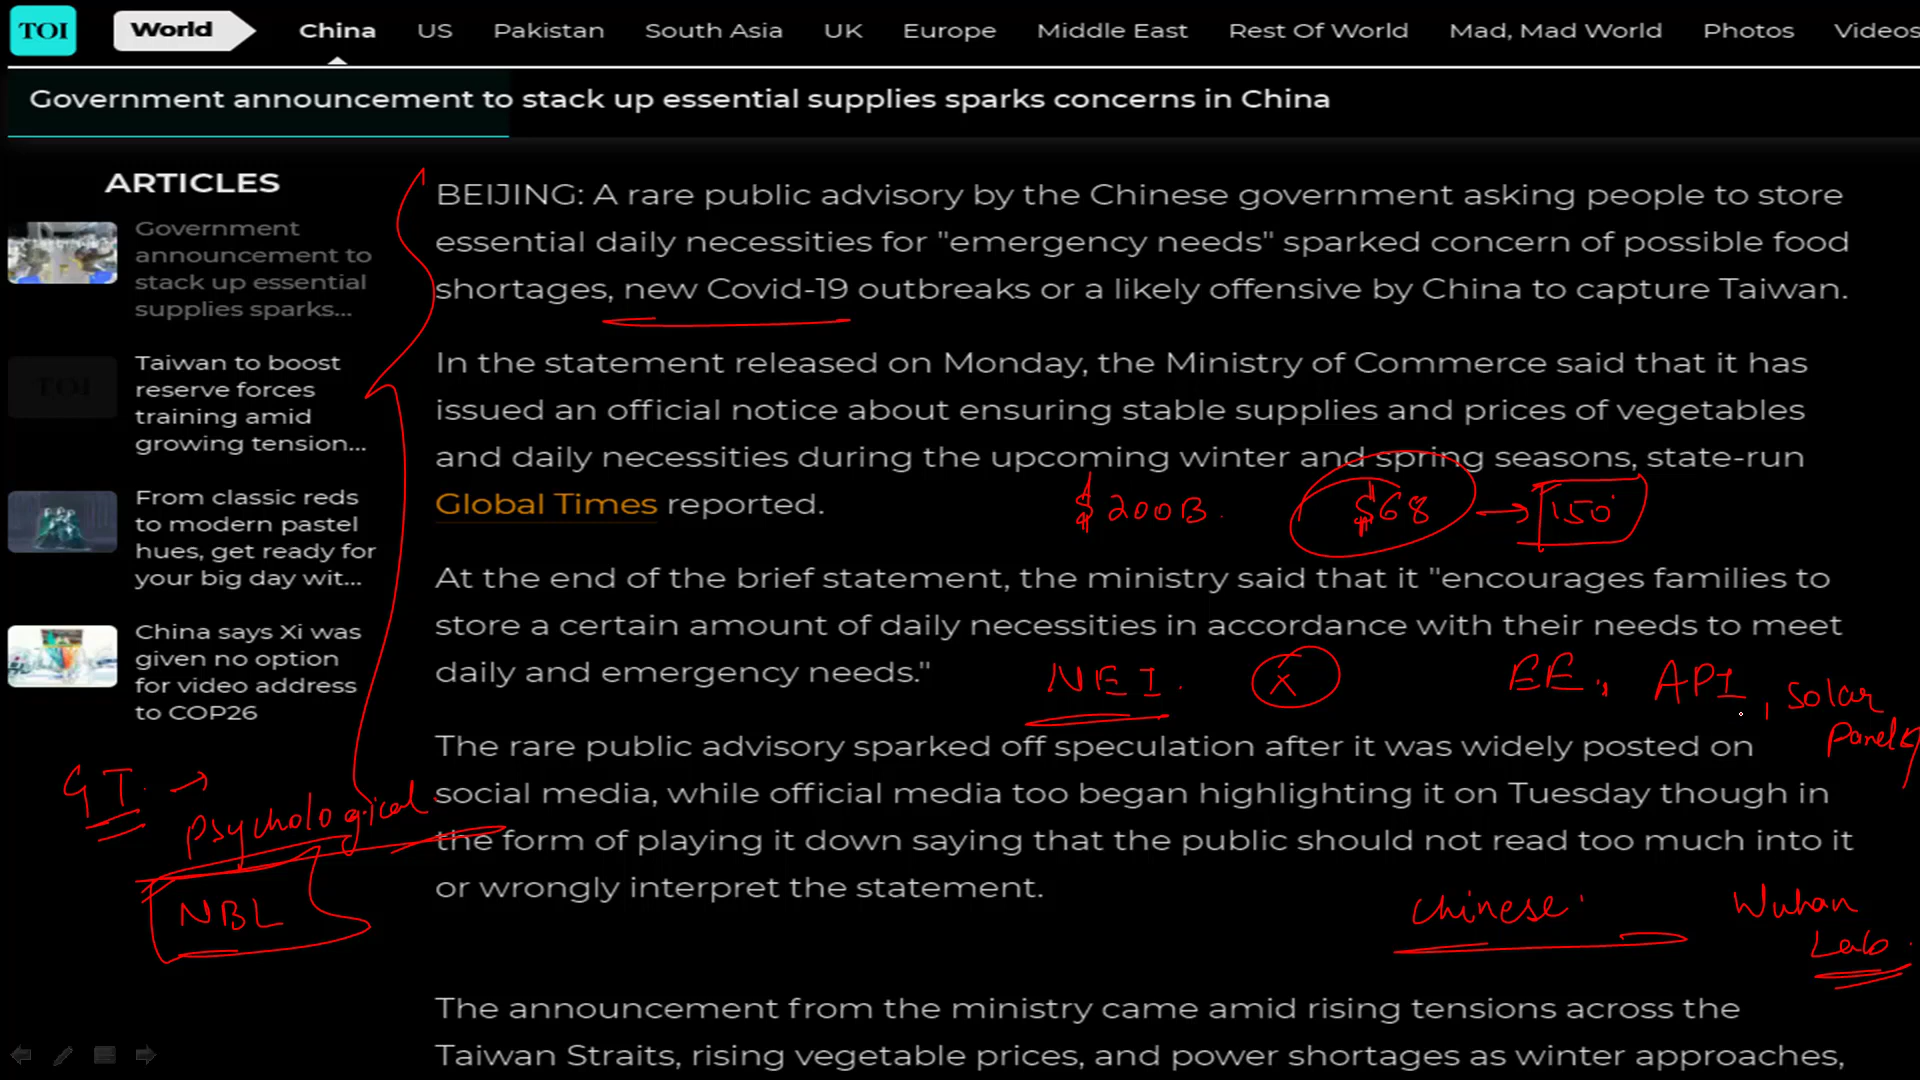 TOI World China US Pakistan South Asia UK Europe Middle East Rest Of World Mad, Mad World Photos Videos
Government announcement to stack up essential supplies sparks concerns in China
ARTICLES
Government
announcement to
stack up essential
supplies sparks...
TOI
Taiwan to boost
reserve forces
training amid
growing tension...
From classic reds
to modern pastel
hues, get ready for
your big day wit...
China says Xi was
given no option
for video address
to COP26
GT →
Psychological
NBL
BEIJING: A rare public advisory by the Chinese government asking people to store
essential daily necessities for "emergency needs" sparked concern of possible food
shortages, new Covid-19 outbreaks or a likely offensive by China to capture Taiwan.
In the statement released on Monday, the Ministry of Commerce said that it has
issued an official notice about ensuring stable supplies and prices of vegetables
and daily necessities during the upcoming winter and spring seasons, state-run
Global Times reported.
$ 200B. $68 → 150
At the end of the brief statement, the ministry said that it "encourages families to
store a certain amount of daily necessities in accordance with their needs to meet
daily and emergency needs."
NEI. X EE., API, Solar
Panels
The rare public advisory sparked off speculation after it was widely posted on
social media, while official media too began highlighting it on Tuesday though in
the form of playing it down saying that the public should not read too much into it
or wrongly interpret the statement.
Chinese. Wuhan
Lab.
The announcement from the ministry came amid rising tensions across the
Taiwan Straits, rising vegetable prices, and power shortages as winter approaches,